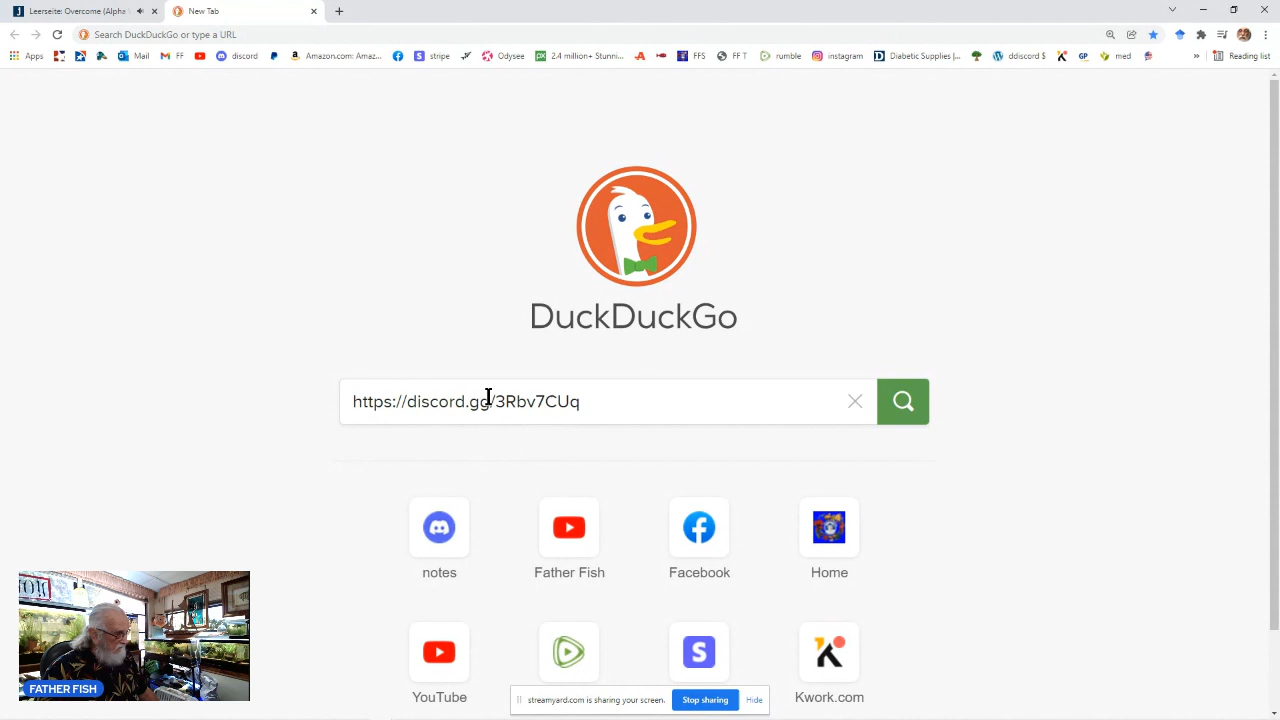 Leerseite: Overcome (Alpha
New Tab
Search DuckDuckGo or type a URL
Apps
Mail
FF
discord
Amazon.com: Amaz...
stripe
Odysee
2.4 million+ Stunni...
FFS
FF T
rumble
instagram
Diabetic Supplies |...
ddiscord $
GP
med
»
Reading list
DuckDuckGo
https://discord.gg/3Rbv7CUq
notes
Father Fish
Facebook
Home
YouTube
Kwork.com
FATHER FISH
streamyard.com is sharing your screen.
Stop sharing
Hide